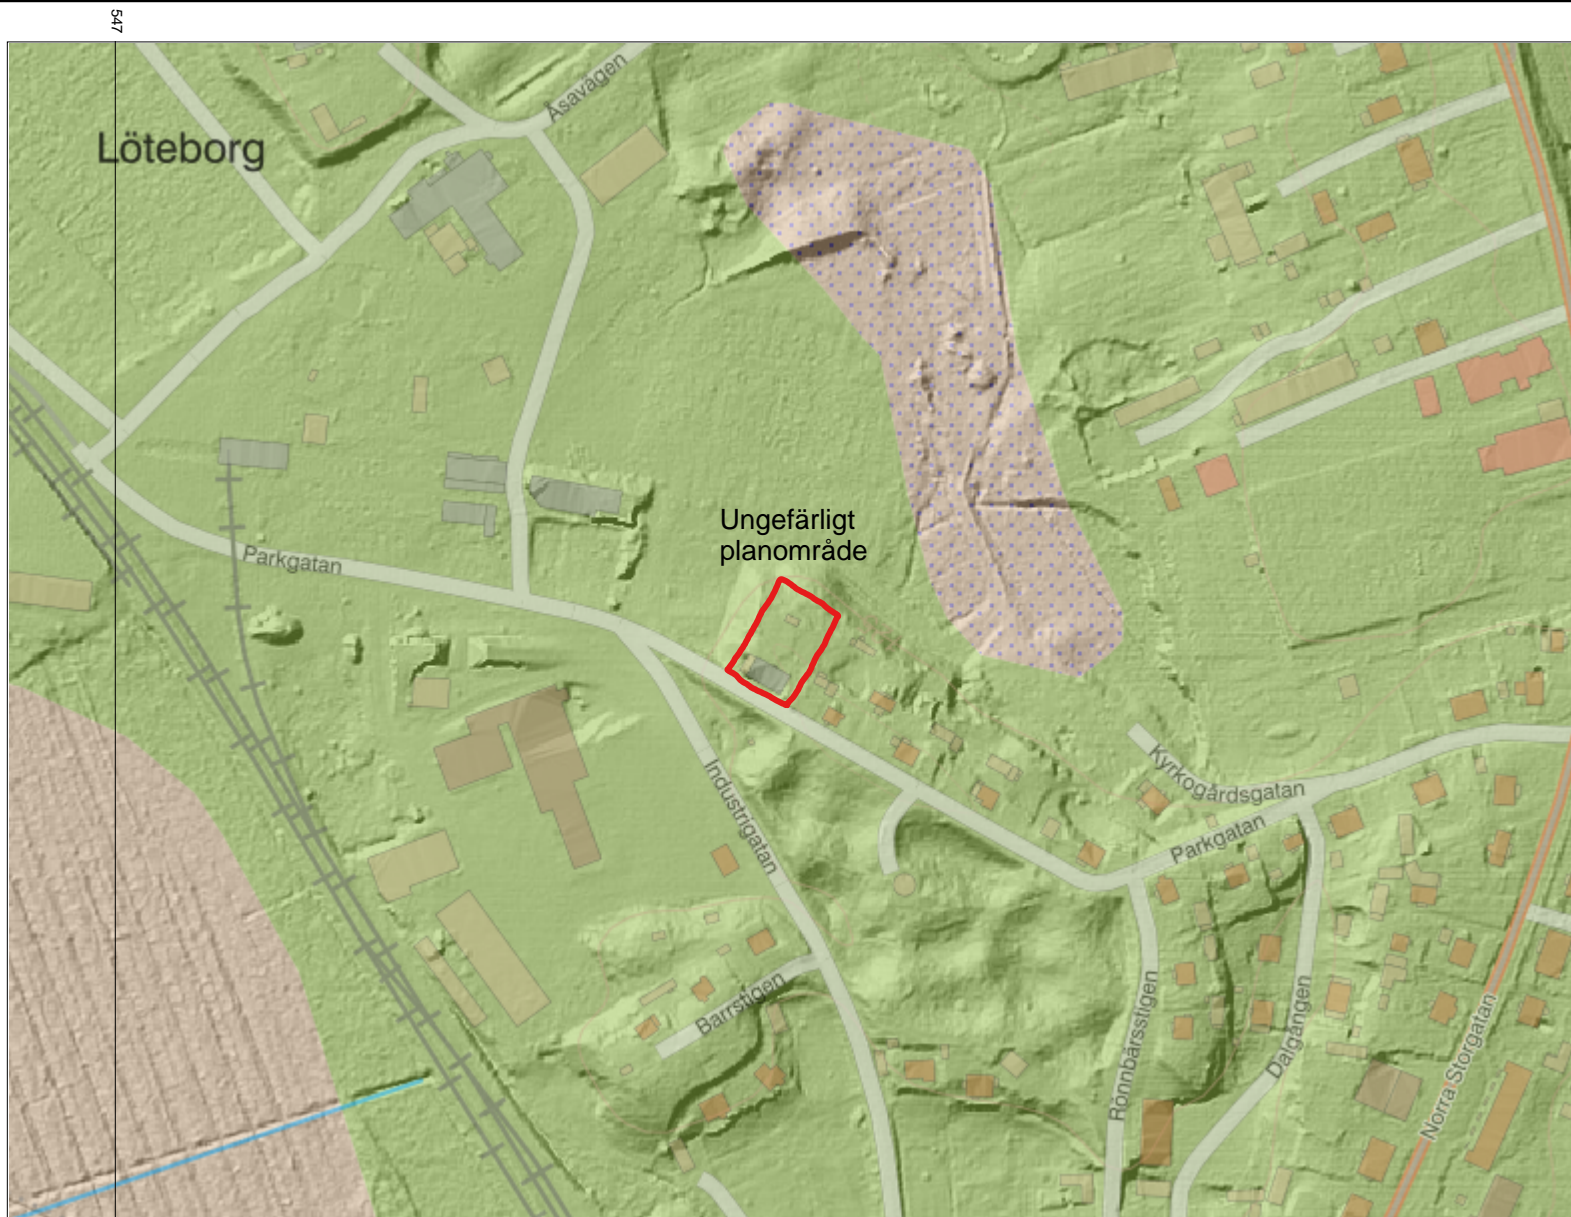 547
Åsavägen
Löteborg
Ungefärligt
planområde
Parkgatan
Kyrkogårdsgatan
Industrigatan
Parkgatan
Barrstigen
Rönnbärsstigen
Dalgången
Norra Storgatan